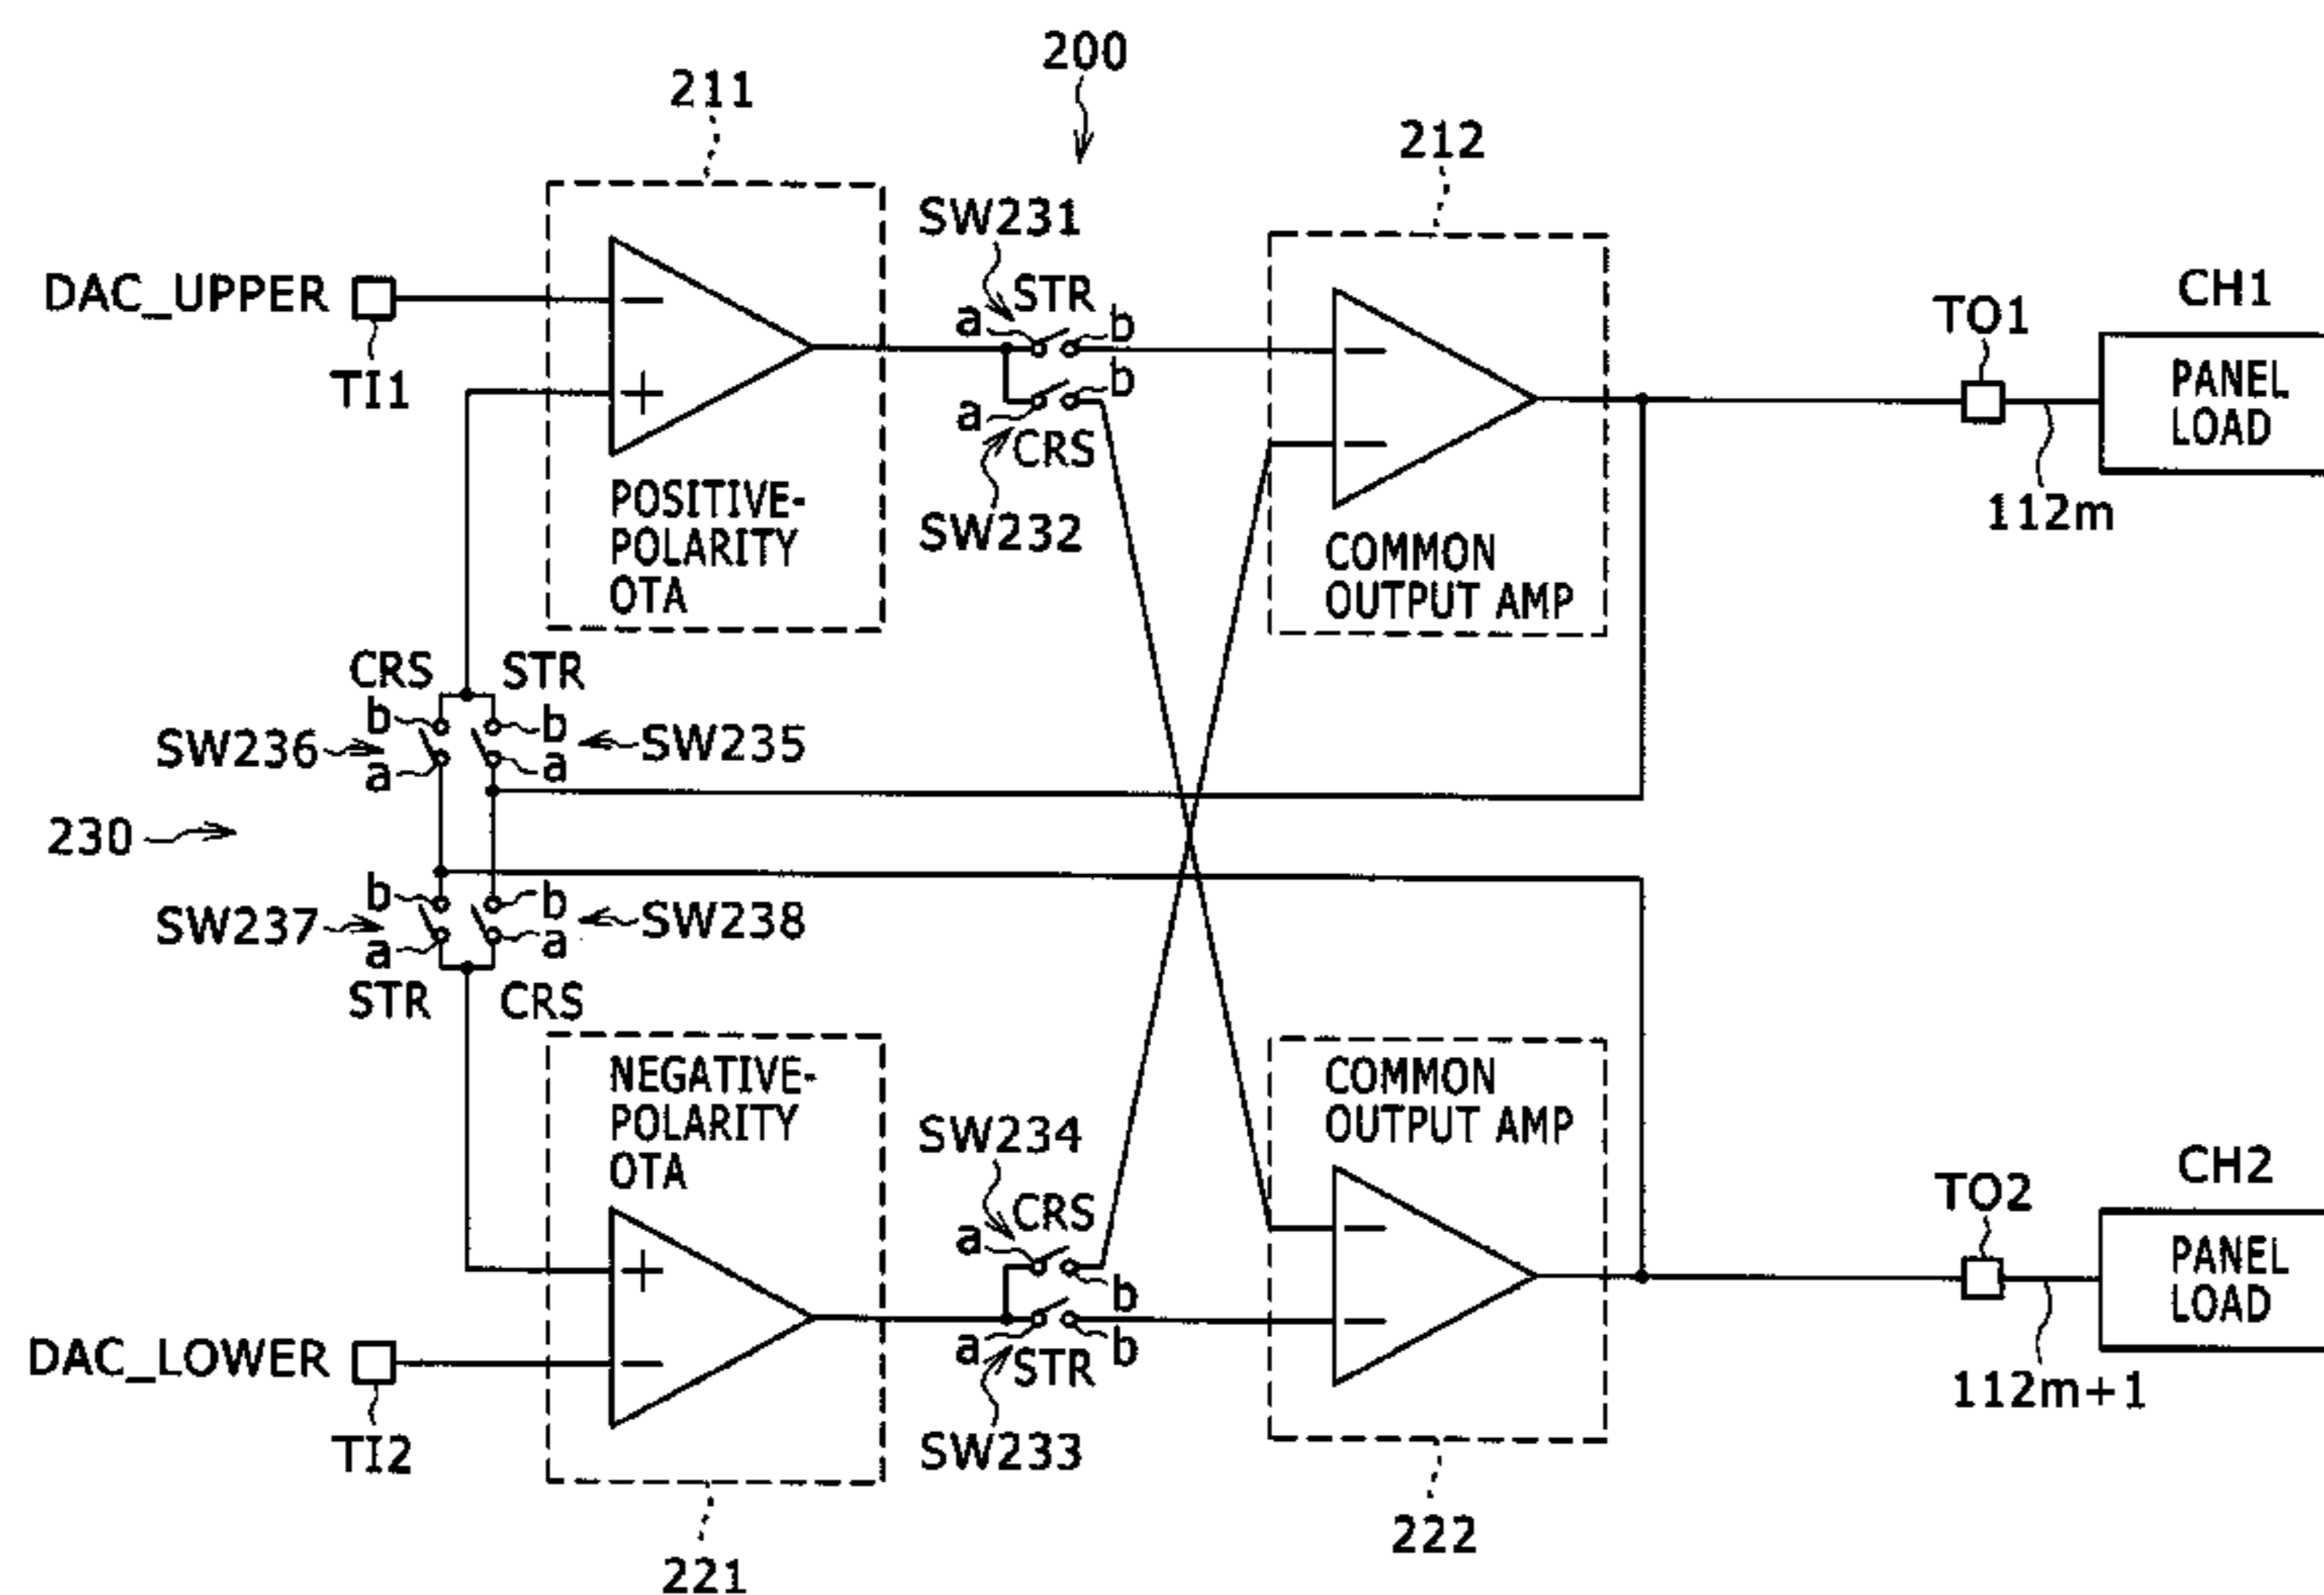 200
211
212
SW231
DAC_UPPER
STR
a
b
CH1
TO1
PANEL
LOAD
TI1
b
a
CRS
SW232
112m
POSITIVE-
POLARITY
OTA
COMMON
OUTPUT AMP
CRS
STR
b
b
SW236
SW235
a
a
230
b
b
SW237
SW238
a
a
STR
CRS
NEGATIVE-
POLARITY
OTA
COMMON
OUTPUT AMP
SW234
CRS
a
b
CH2
TO2
PANEL
LOAD
DAC_LOWER
a
b
STR
TI2
SW233
112m+1
221
222